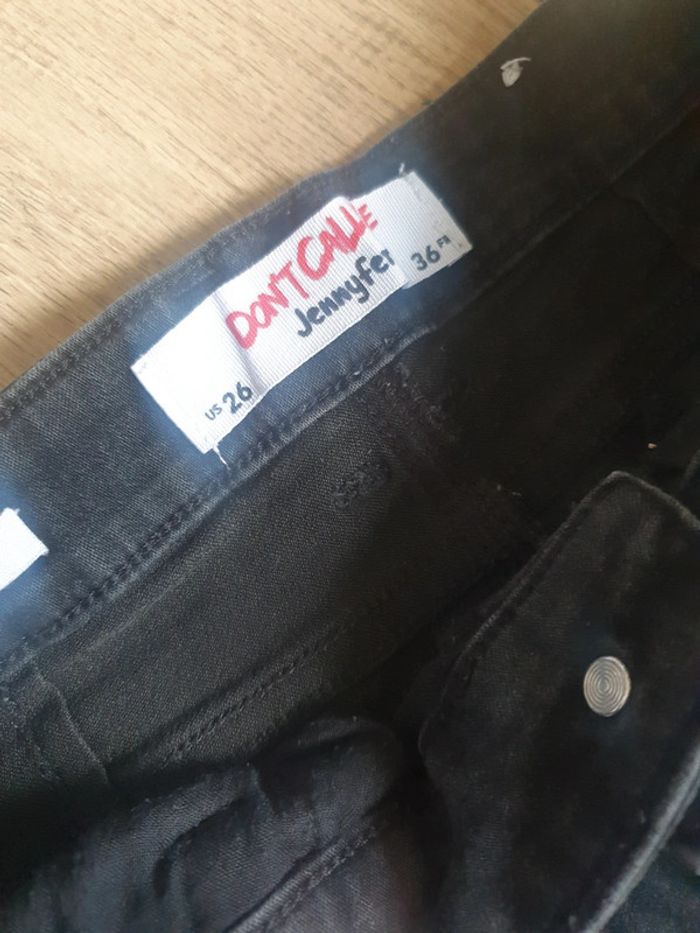 DON'T CALL ME
Jennyfer
US 26
36 FR